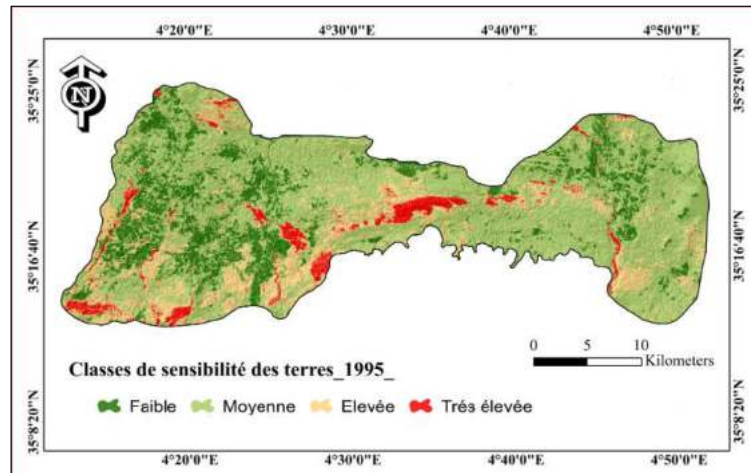 4°20'0"E 4°30'0"E 4°40'0"E 4°50'0"E
35°25'0"N 35°25'0"N
N
35°16'40"N 35°16'40"N
0 5 10
Kilometers
Classes de sensibilité des terres_1995_
Faible Moyenne Elevée Trés élevée
35°8'20"N 35°8'20"N
4°20'0"E 4°30'0"E 4°40'0"E 4°50'0"E